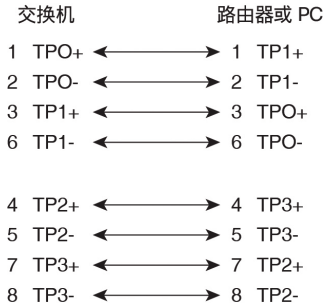 交换机 路由器或 PC
1 TPO+ 1 TP1+
2 TPO- 2 TP1-
3 TP1+ 3 TPO+
6 TP1- 6 TPO-
4 TP2+ 4 TP3+
5 TP2- 5 TP3-
7 TP3+ 7 TP2+
8 TP3- 8 TP2-